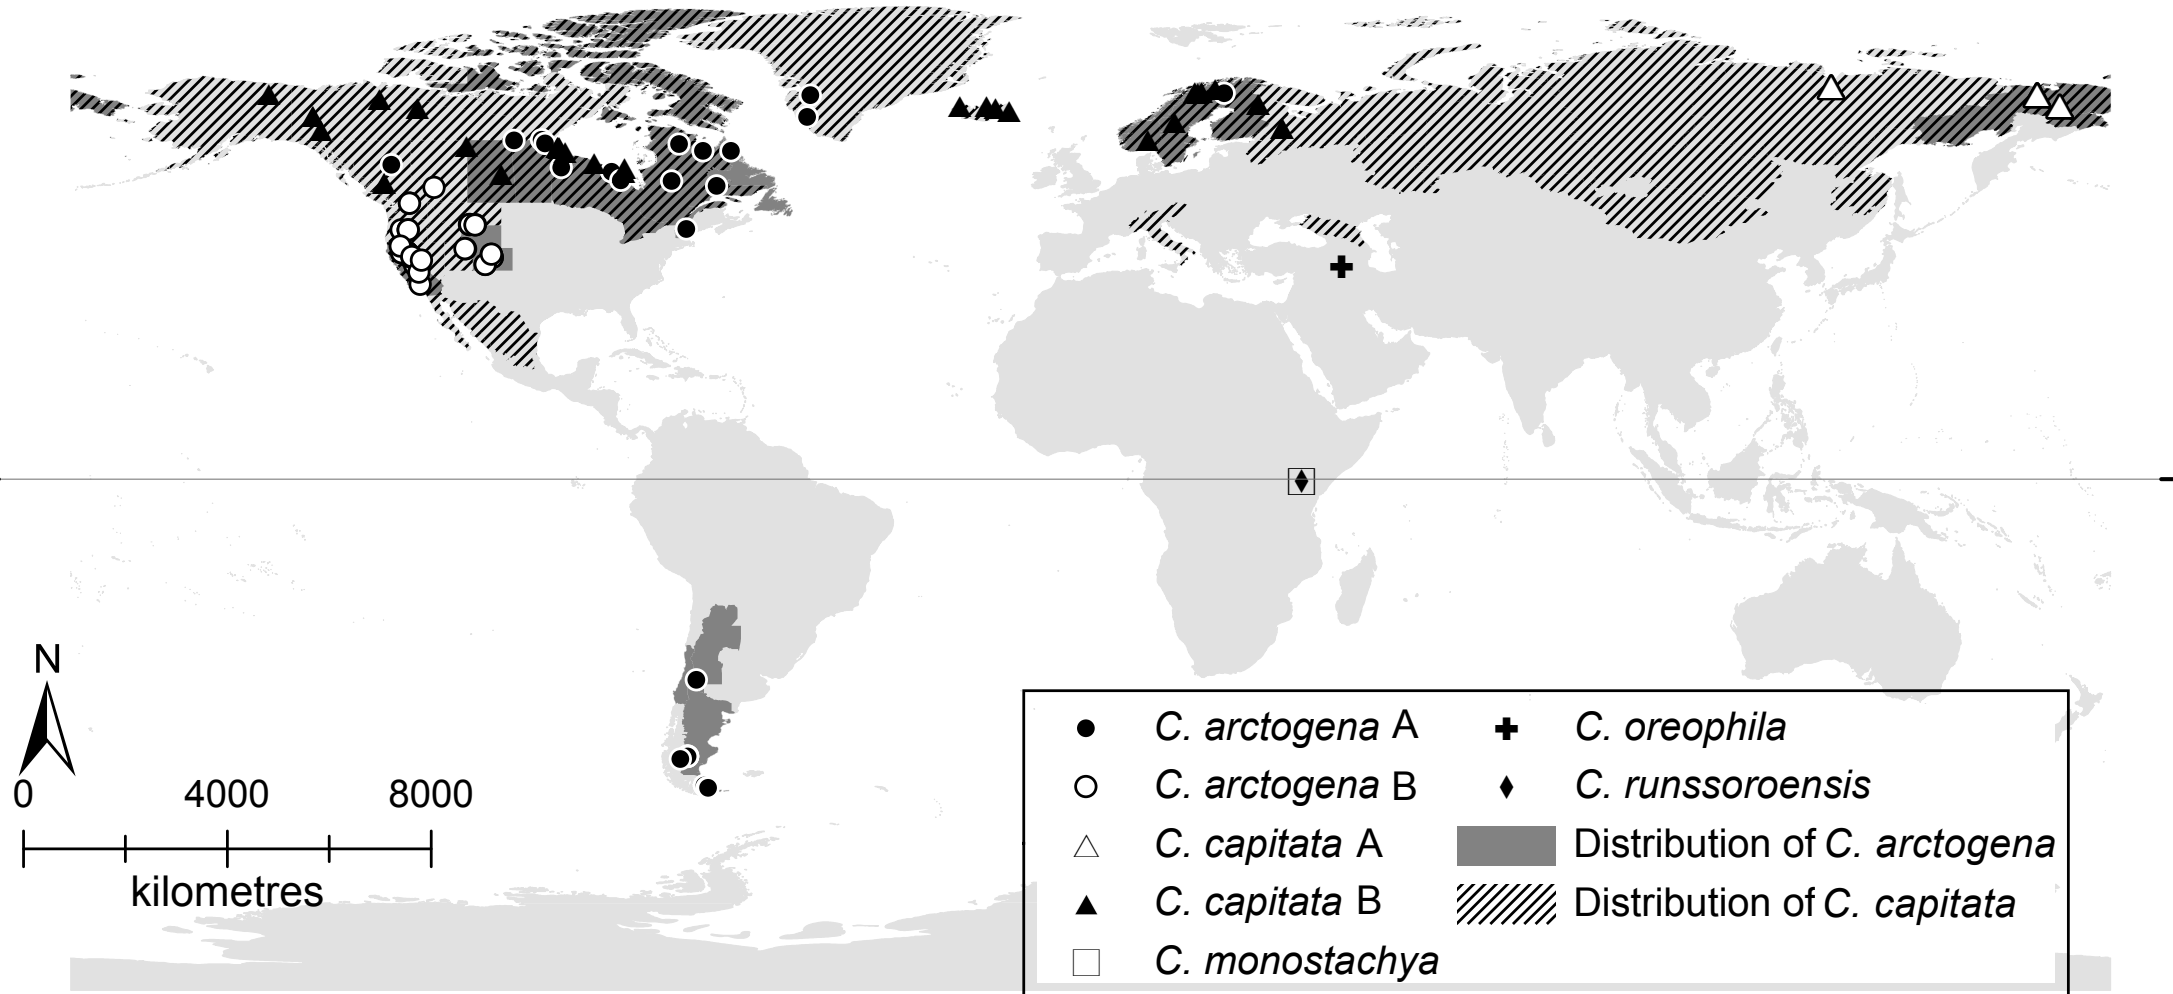 N
0 4000 8000
kilometres
C. arctogena A
C. arctogena B
C. capitata A
C. capitata B
C. monostachya
C. oreophila
C. runssoroensis
Distribution of C. arctogena
Distribution of C. capitata